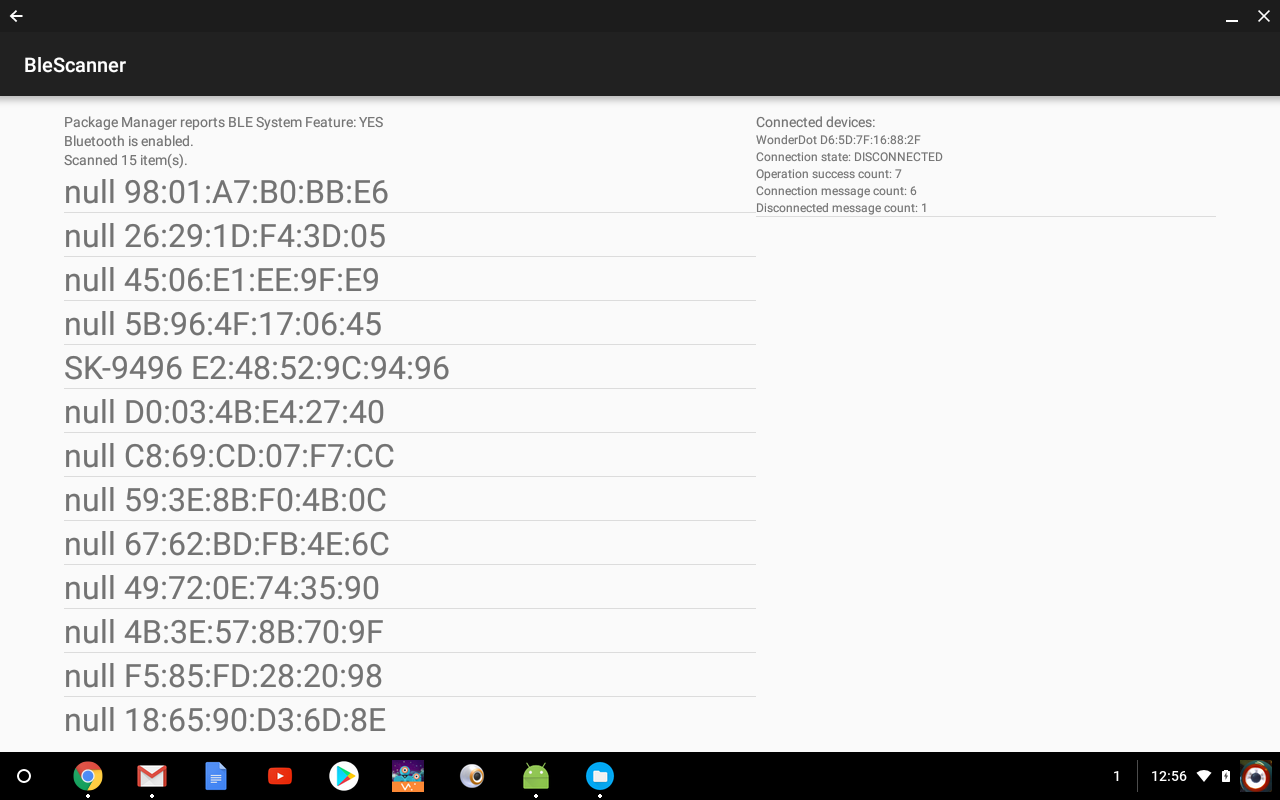 BleScanner
Package Manager reports BLE System Feature: YES
Bluetooth is enabled.
Scanned 15 item(s).
null 98:01:A7:B0:BB:E6
null 26:29:1D:F4:3D:05
null 45:06:E1:EE:9F:E9
null 5B:96:4F:17:06:45
SK-9496 E2:48:52:9C:94:96
null D0:03:4B:E4:27:40
null C8:69:CD:07:F7:CC
null 59:3E:8B:F0:4B:0C
null 67:62:BD:FB:4E:6C
null 49:72:0E:74:35:90
null 4B:3E:57:8B:70:9F
null F5:85:FD:28:20:98
null 18:65:90:D3:6D:8E
Connected devices:
WonderDot D6:5D:7F:16:88:2F
Connection state: DISCONNECTED
Operation success count: 7
Connection message count: 6
Disconnected message count: 1
1 12:56